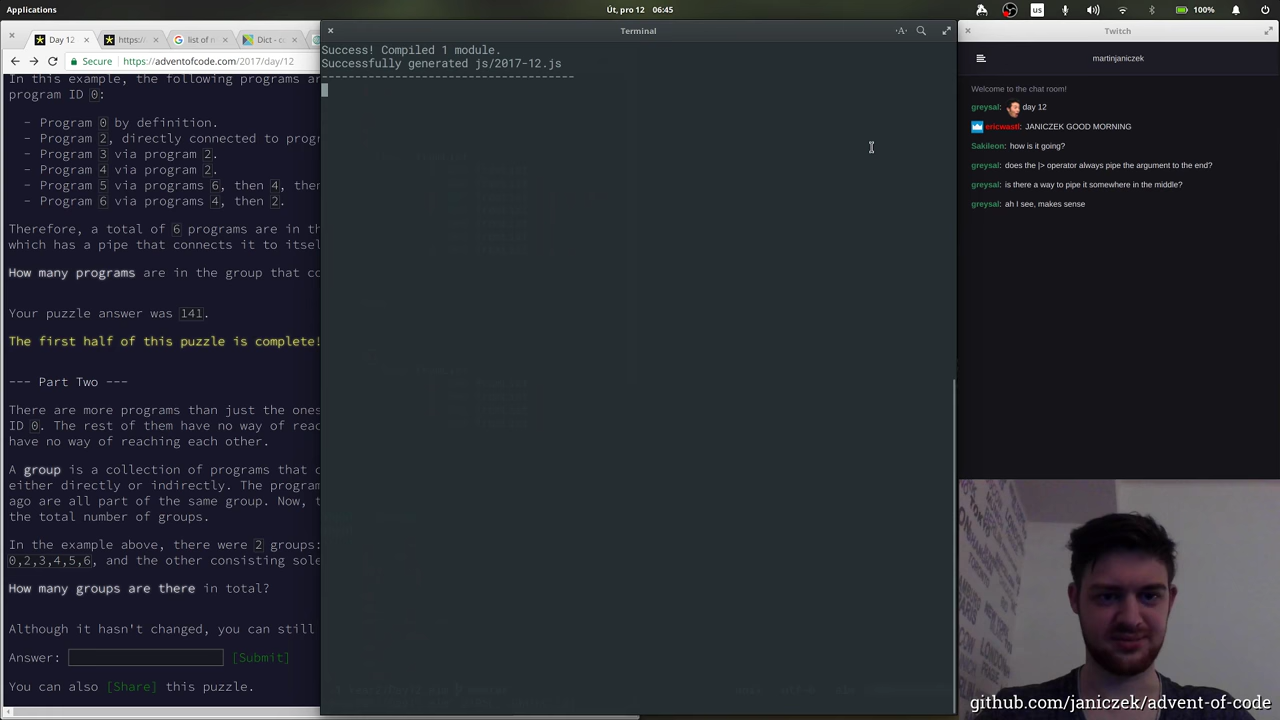 Applications
Út, pro 12 06:45
us
100%
Day 12
https:/
list of n
Dict - co
Secure
https://adventofcode.com/2017/day/12
In this example, the following programs ar
program ID 0:
- Program 0 by definition.
- Program 2, directly connected to progr
- Program 3 via program 2.
- Program 4 via program 2.
- Program 5 via programs 6, then 4, the
- Program 6 via programs 4, then 2.
Therefore, a total of 6 programs are in th
which has a pipe that connects it to itsel
How many programs are in the group that co
Your puzzle answer was 141.
The first half of this puzzle is complete!
--- Part Two ---
There are more programs than just the ones
ID 0. The rest of them have no way of reac
have no way of reaching each other.
A group is a collection of programs that c
either directly or indirectly. The program
ago are all part of the same group. Now, t
the total number of groups.
In the example above, there were 2 groups:
0,2,3,4,5,6, and the other consisting sole
How many groups are there in total?
Although it hasn't changed, you can still
Answer:
[Submit]
You can also [Share] this puzzle.
Terminal
Success! Compiled 1 module.
Successfully generated js/2017-12.js
--------------------------------------
Twitch
martinjaniczek
Welcome to the chat room!
greysal: day 12
ericwastl: JANICZEK GOOD MORNING
Sakileon: how is it going?
greysal: does the |> operator always pipe the argument to the end?
greysal: is there a way to pipe it somewhere in the middle?
greysal: ah I see, makes sense
github.com/janiczek/advent-of-code